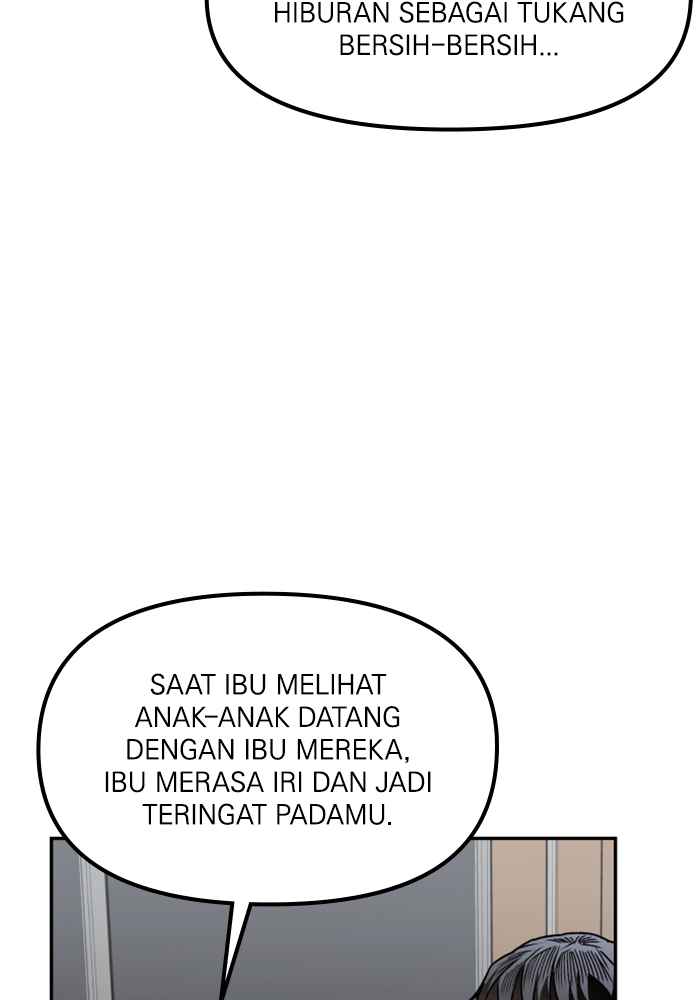 HIBURAN SEBAGAI TUKANG
BERSIH-BERSIH...
SAAT IBU MELIHAT
ANAK-ANAK DATANG
DENGAN IBU MEREKA,
IBU MERASA IRI DAN JADI
TERINGAT PADAMU.